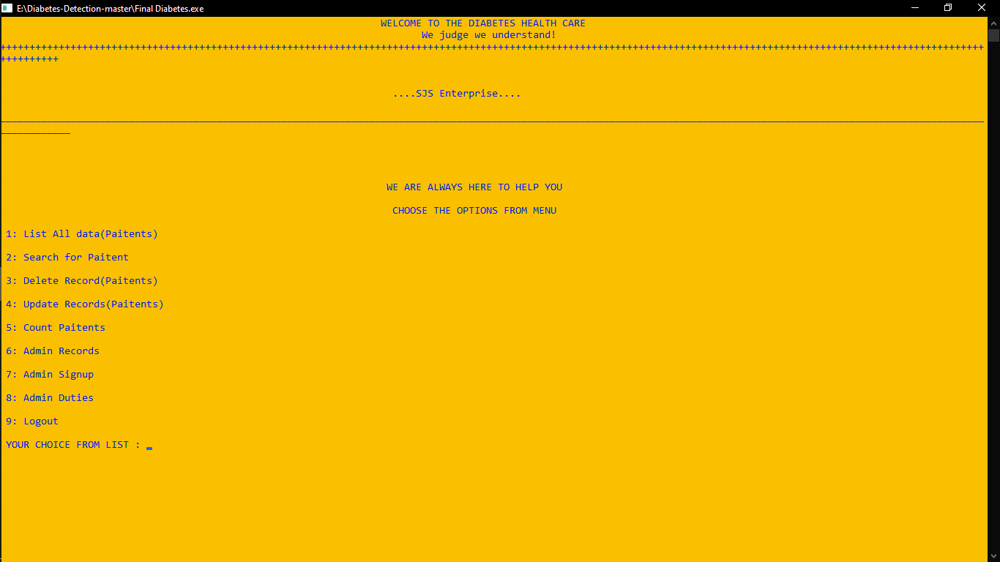 E:\Diabetes-Detection-master\Final Diabetes.exe
WELCOME TO THE DIABETES HEALTH CARE
We judge we understand!
++++++++++++++++++++++++++++++++++++++++++++++++++++++++++++++++++++++++++++++++++++++++++++++++++++++++++++++++++++++++++++++++++++++++++++++++++++++++++++++++++++++++
++++++++++
....SJS Enterprise....
WE ARE ALWAYS HERE TO HELP YOU
CHOOSE THE OPTIONS FROM MENU
1: List All data(Paitents)
2: Search for Paitent
3: Delete Record(Paitents)
4: Update Records(Paitents)
5: Count Paitents
6: Admin Records
7: Admin Signup
8: Admin Duties
9: Logout
YOUR CHOICE FROM LIST :